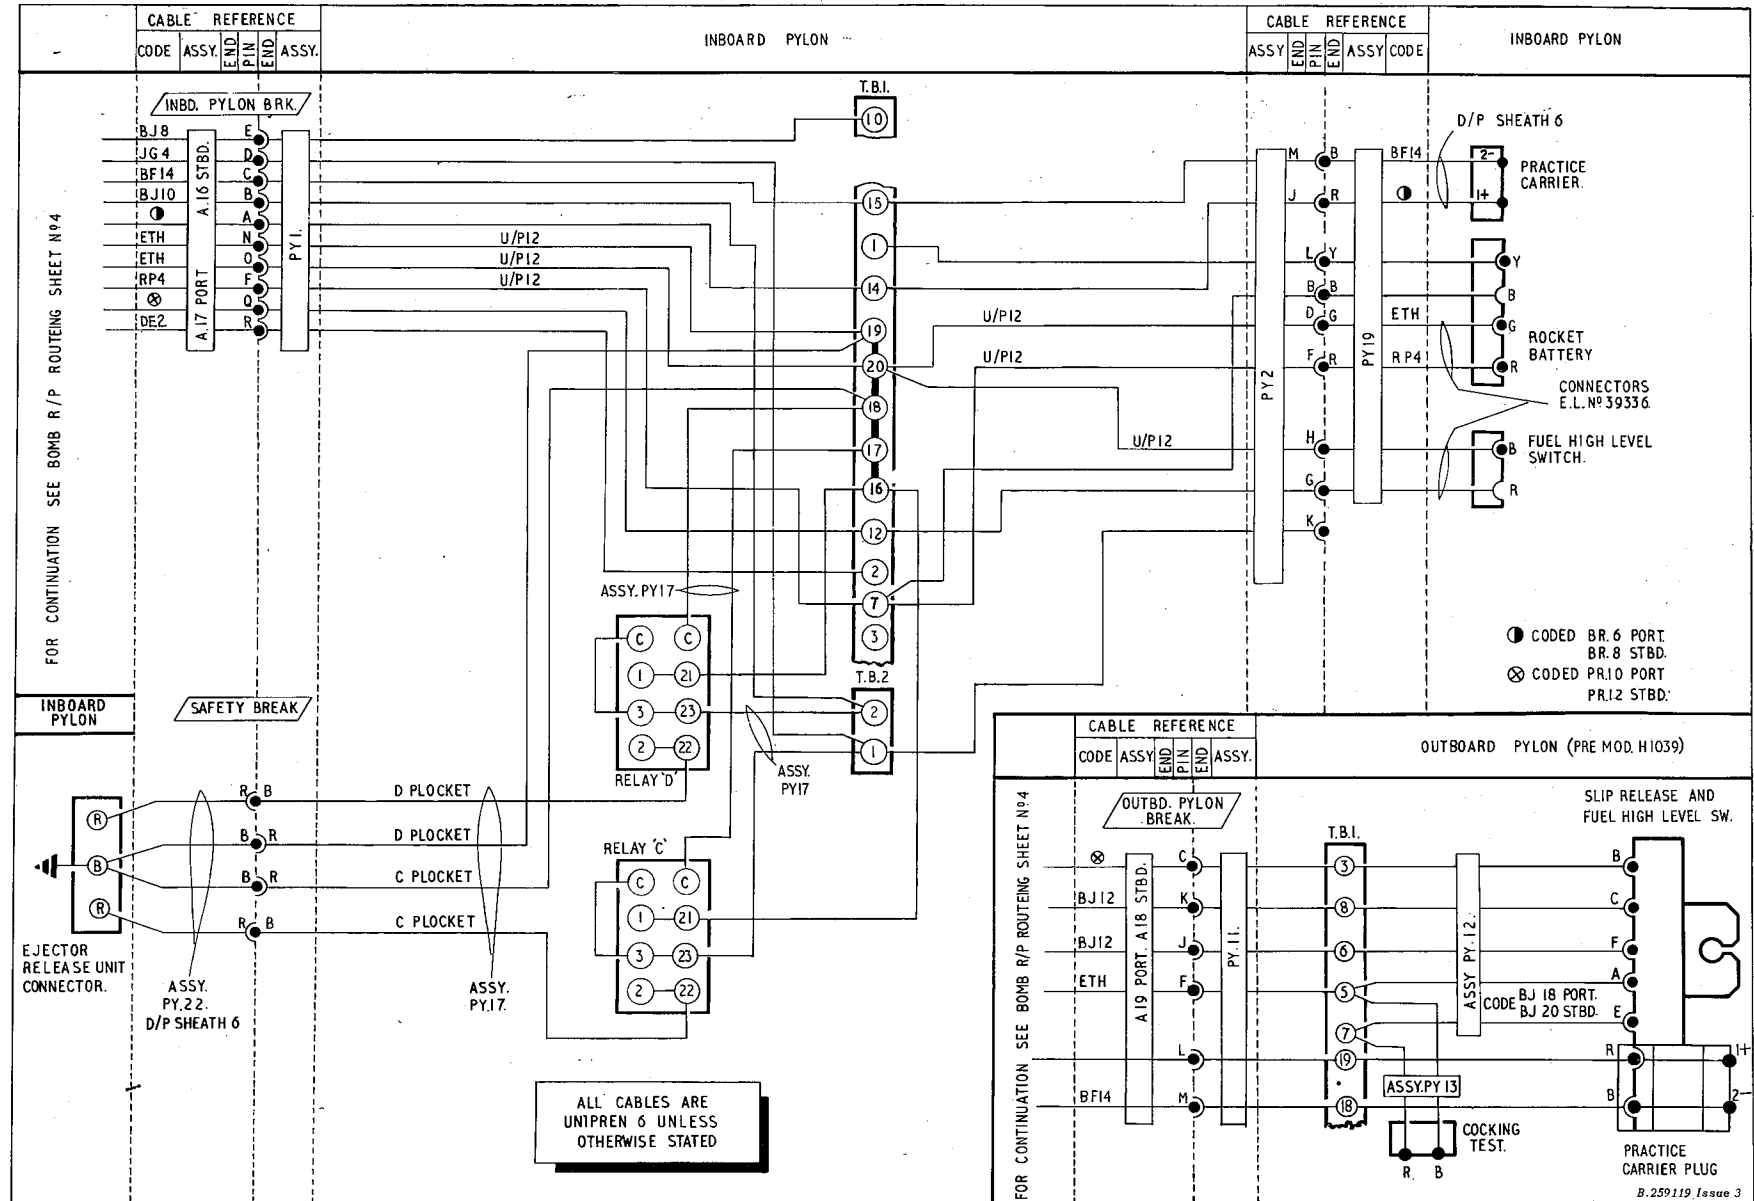 CABLE REFERENCE
CODE ASSY. END PIN END ASSY.
INBOARD PYLON
CABLE REFERENCE
ASSY END PIN END ASSY CODE
INBOARD PYLON
FOR CONTINUATION SEE BOMB R/P ROUTEING SHEET Nº4
INBD. PYLON BRK.
BJ8 E
JG4 D
BF14 C
BJ10 B
A
ETH N
ETH O
RP4 F
Q
DE2 R
A.16 STBD.
A.17 PORT
PY1.
U/P12
U/P12
U/P12
T.B.1.
10
15
1
14
19
20
18
17
16
12
2
7
3
T.B.2
2
1
U/P12
U/P12
U/P12
PY2
M B BF14
J R
L Y
B B
D G ETH
F R RP4
H
G
K
PY19
D/P SHEATH 6
2-
1+
PRACTICE
CARRIER.
Y
B
G
R
ROCKET
BATTERY
CONNECTORS
E.L.Nº39336.
B
R
FUEL HIGH LEVEL
SWITCH.
CODED BR.6 PORT.
BR.8 STBD.
CODED PR.10 PORT
PR.12 STBD.
ASSY.PY17
C C
1 21
3 23
2 22
RELAY 'D'
ASSY.
PY17
RELAY 'C'
C C
1 21
3 23
2 22
INBOARD
PYLON
SAFETY BREAK
R
B
R
EJECTOR
RELEASE UNIT
CONNECTOR.
R B D PLOCKET
B R D PLOCKET
B R C PLOCKET
R B C PLOCKET
ASSY.
PY.22.
D/P SHEATH 6
ASSY.
PY.17.
ALL CABLES ARE
UNIPREN 6 UNLESS
OTHERWISE STATED
CABLE REFERENCE
CODE ASSY. END PIN END ASSY.
OUTBOARD PYLON (PRE MOD. H1039)
FOR CONTINUATION SEE BOMB R/P ROUTEING SHEET Nº4
OUTBD. PYLON
BREAK.
C
BJ12 K
BJ12 J
ETH F
L
BF14 M
A19 PORT. A18 STBD.
PY.11.
T.B.1.
3
8
6
5
7
19
18
ASSY PY.12.
CODE BJ 18 PORT.
BJ 20 STBD.
ASSY.PY 13
R B
COCKING
TEST.
SLIP RELEASE AND
FUEL HIGH LEVEL SW.
B
C
F
A
E
R 1+
B 2-
PRACTICE
CARRIER PLUG
B.259119 Issue 3